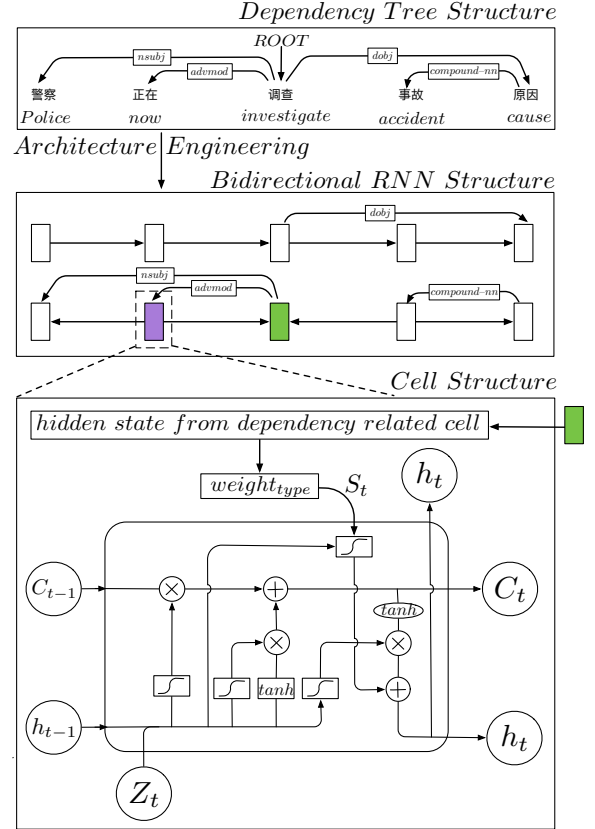 Dependency Tree Structure
ROOT
nsubj
advmod
dobj
compound–nn
警察 正在 调查 事故 原因
Police now investigate accident cause
Architecture Engineering
Bidirectional RNN Structure
dobj
nsubj
advmod
compound–nn
Cell Structure
hidden state from dependency related cell
weight_type
S_t
h_t
C_{t−1}
×
+
C_t
tanh
×
×
tanh
+
h_{t−1}
h_t
Z_t